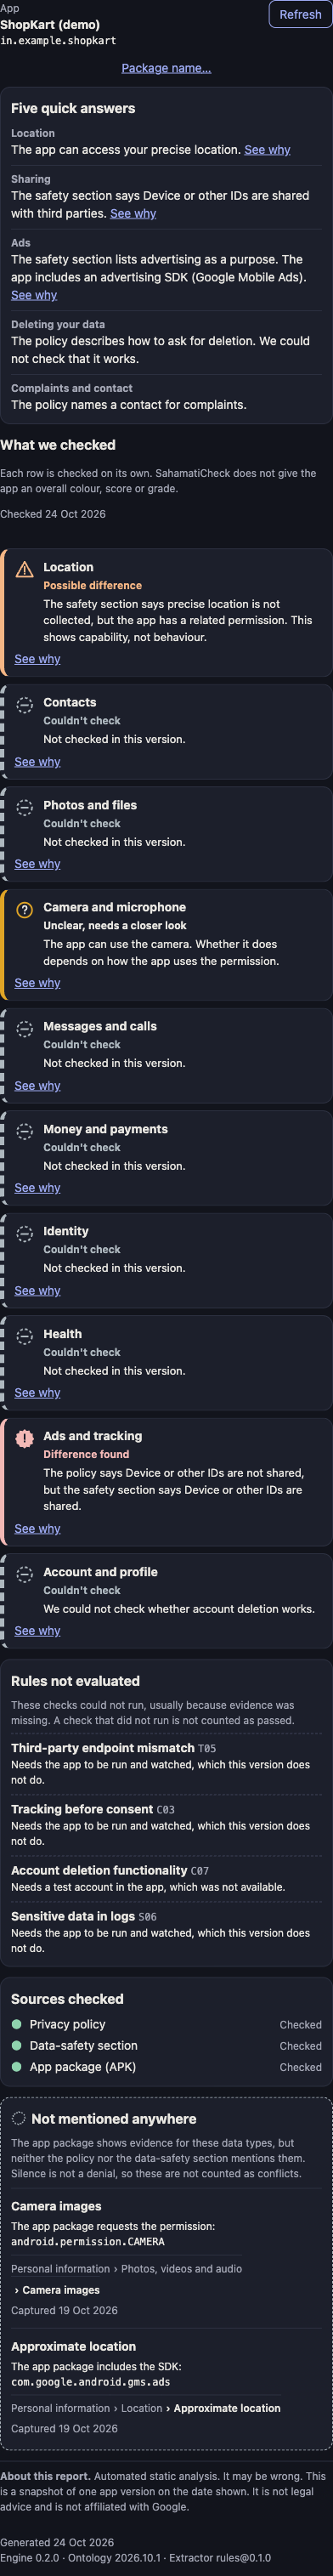 App
ShopKart (demo)
in.example.shopkart
Refresh
Package name...
Five quick answers
Location
The app can access your precise location. See why
Sharing
The safety section says Device or other IDs are shared
with third parties. See why
Ads
The safety section lists advertising as a purpose. The
app includes an advertising SDK (Google Mobile Ads).
See why
Deleting your data
The policy describes how to ask for deletion. We could
not check that it works.
Complaints and contact
The policy names a contact for complaints.
What we checked
Each row is checked on its own. SahamatiCheck does not give the
app an overall colour, score or grade.
Checked 24 Oct 2026
Location
Possible difference
The safety section says precise location is not
collected, but the app has a related permission. This
shows capability, not behaviour.
See why
Contacts
Couldn't check
Not checked in this version.
See why
Photos and files
Couldn't check
Not checked in this version.
See why
Camera and microphone
Unclear, needs a closer look
The app can use the camera. Whether it does
depends on how the app uses the permission.
See why
Messages and calls
Couldn't check
Not checked in this version.
See why
Money and payments
Couldn't check
Not checked in this version.
See why
Identity
Couldn't check
Not checked in this version.
See why
Health
Couldn't check
Not checked in this version.
See why
Ads and tracking
Difference found
The policy says Device or other IDs are not shared,
but the safety section says Device or other IDs are
shared.
See why
Account and profile
Couldn't check
We could not check whether account deletion works.
See why
Rules not evaluated
These checks could not run, usually because evidence was
missing. A check that did not run is not counted as passed.
Third-party endpoint mismatch T05
Needs the app to be run and watched, which this version does
not do.
Tracking before consent C03
Needs the app to be run and watched, which this version does
not do.
Account deletion functionality C07
Needs a test account in the app, which was not available.
Sensitive data in logs S06
Needs the app to be run and watched, which this version does
not do.
Sources checked
Privacy policy Checked
Data-safety section Checked
App package (APK) Checked
Not mentioned anywhere
The app package shows evidence for these data types, but
neither the policy nor the data-safety section mentions them.
Silence is not a denial, so these are not counted as conflicts.
Camera images
The app package requests the permission:
android.permission.CAMERA
Personal information › Photos, videos and audio
› Camera images
Captured 19 Oct 2026
Approximate location
The app package includes the SDK:
com.google.android.gms.ads
Personal information › Location › Approximate location
Captured 19 Oct 2026
About this report. Automated static analysis. It may be wrong. This
is a snapshot of one app version on the date shown. It is not legal
advice and is not affiliated with Google.
Generated 24 Oct 2026
Engine 0.2.0 · Ontology 2026.10.1 · Extractor rules@0.1.0